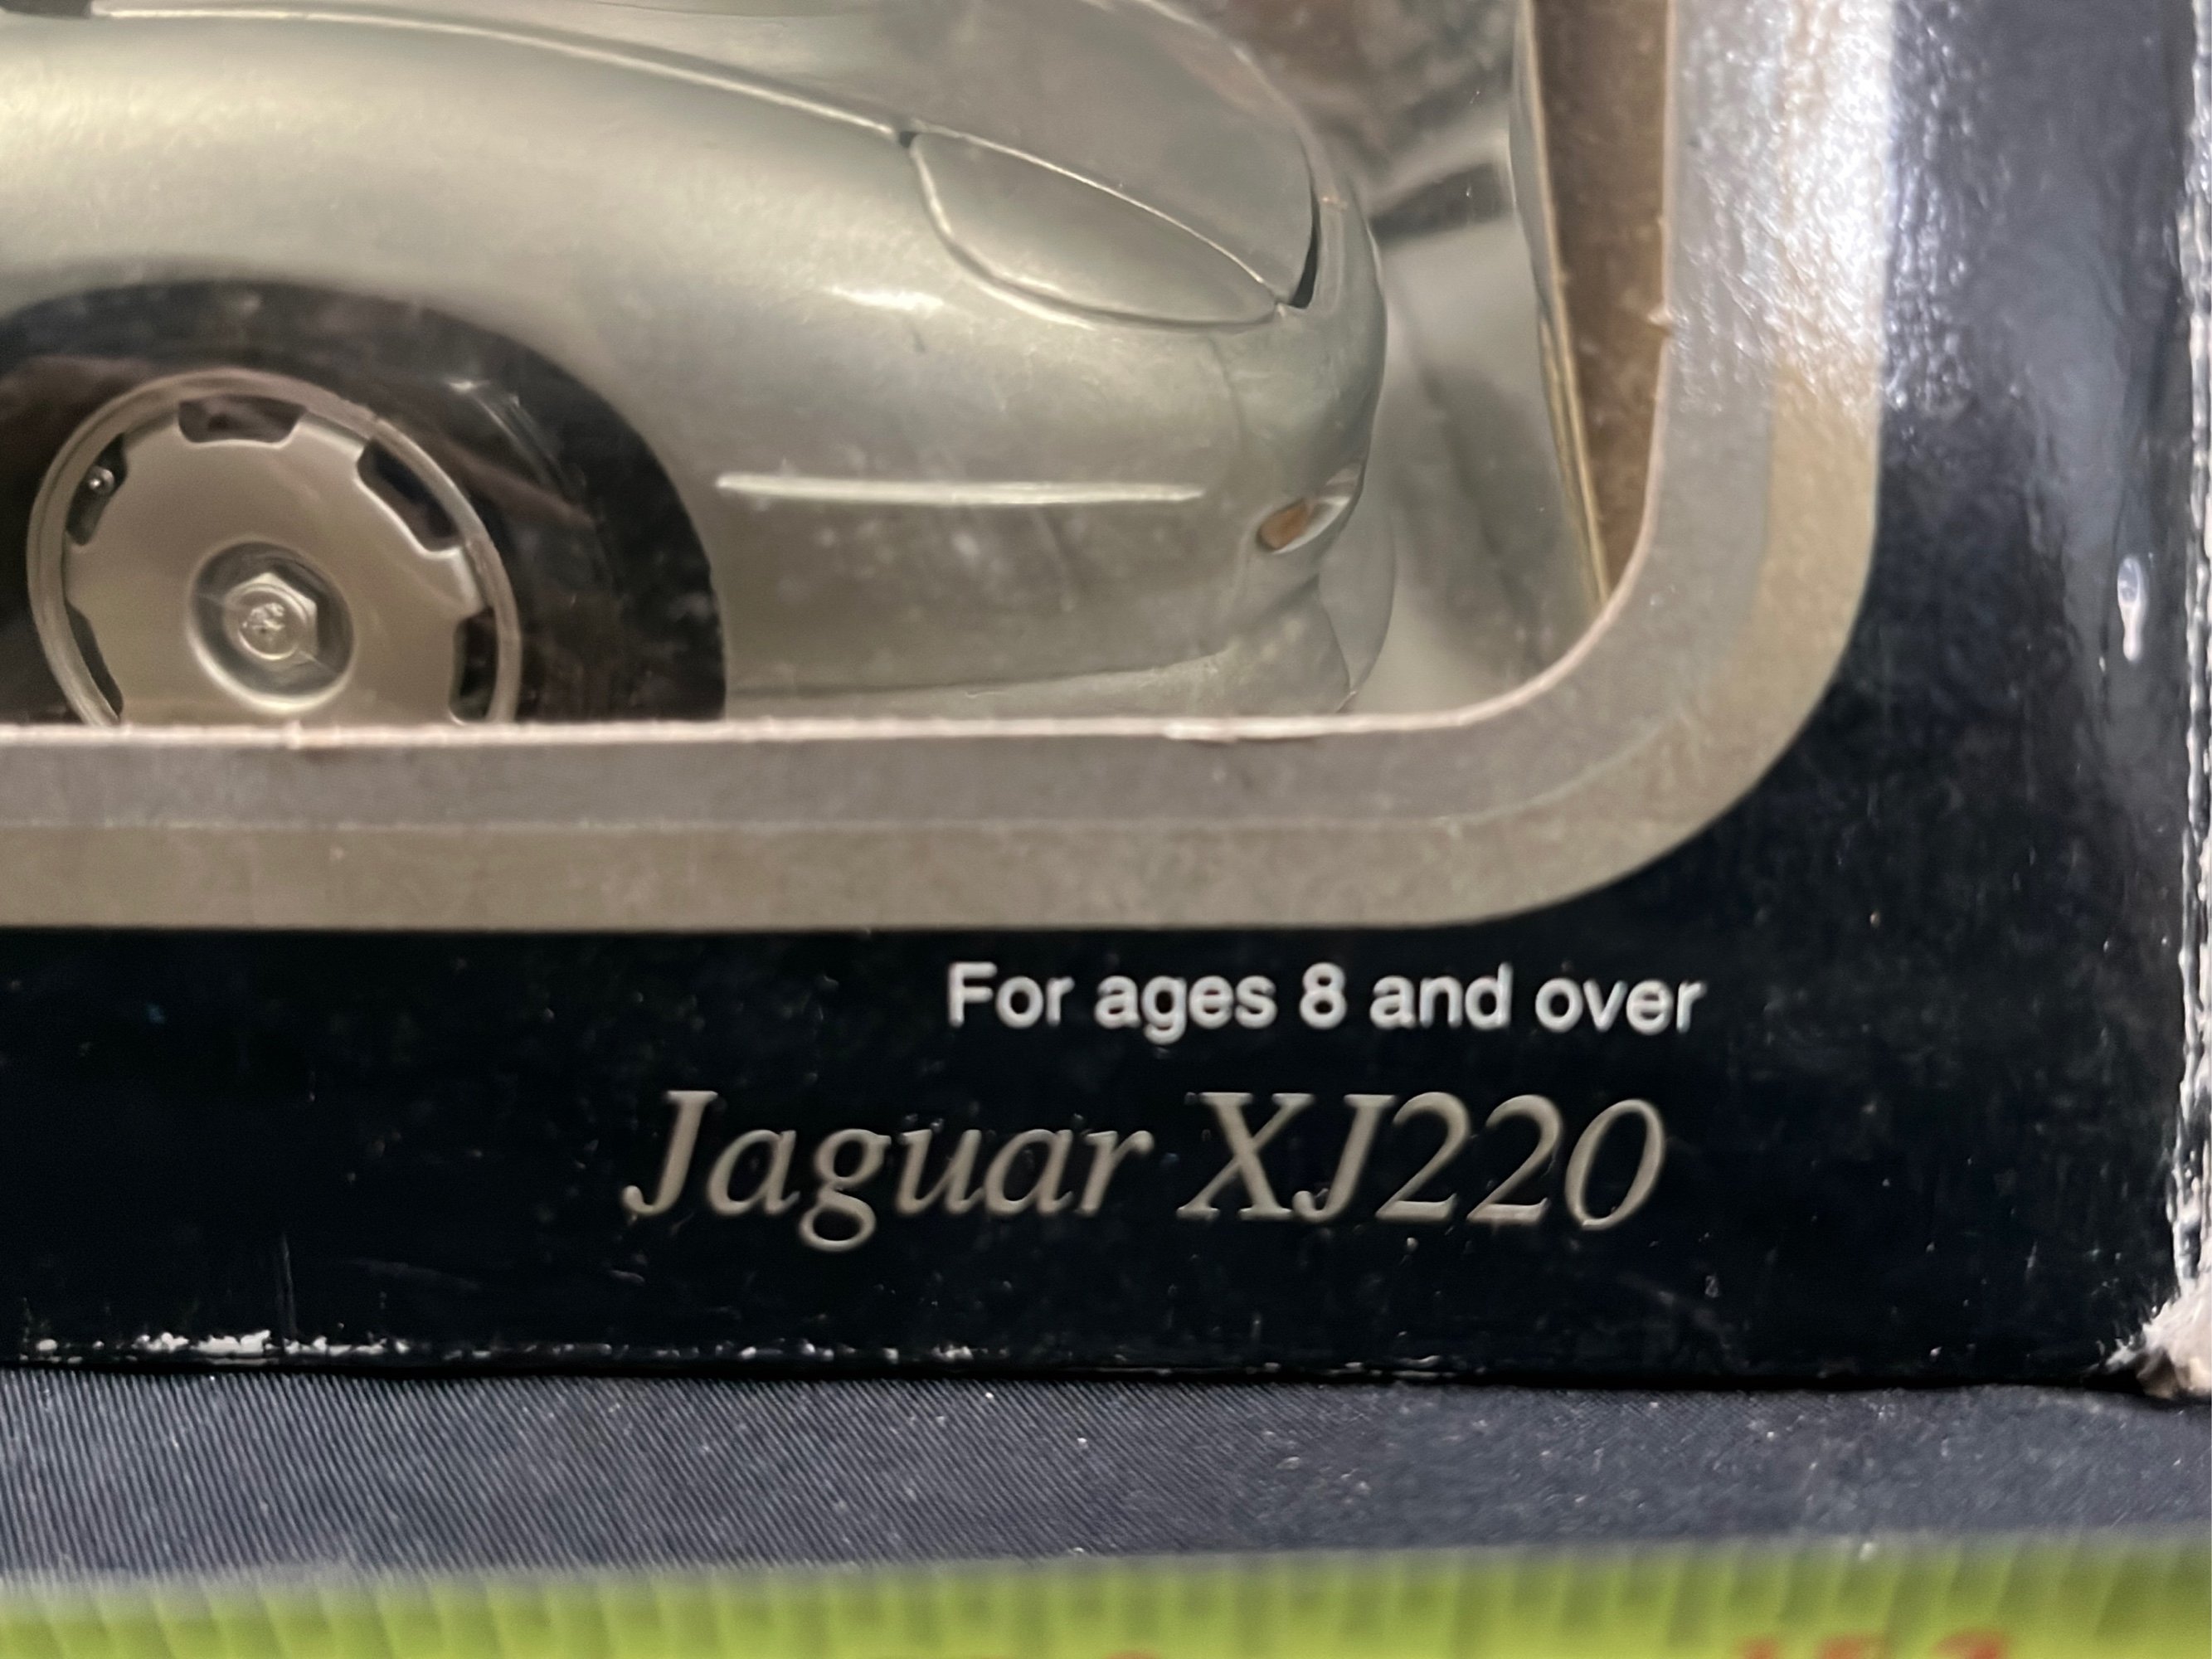 For ages 8 and over
Jaguar XJ220